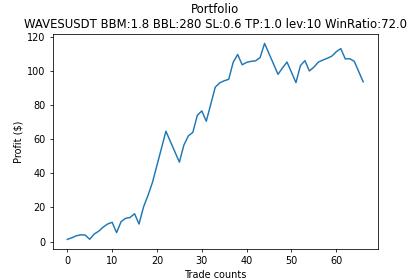 Portfolio
WAVESUSDT BBM:1.8 BBL:280 SL:0.6 TP:1.0 lev:10 WinRatio:72.0
120
100
80
60
40
20
0
Profit ($)
0 10 20 30 40 50 60
Trade counts